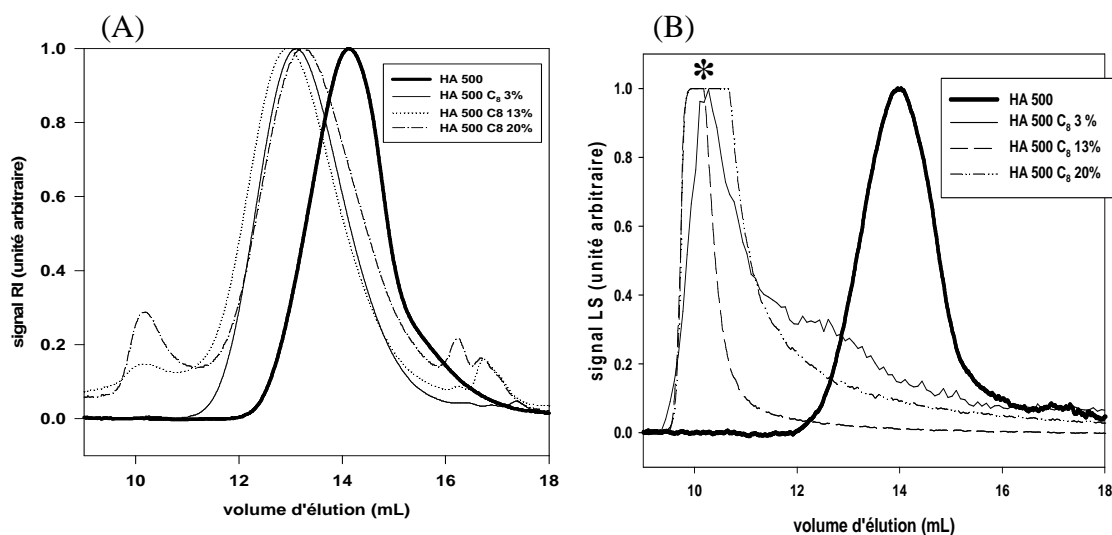 (A)
signal RI (unité arbitraire)
1.0
0.8
0.6
0.4
0.2
0.0
HA 500
HA 500 C₈ 3%
HA 500 C8 13%
HA 500 C8 20%
10 12 14 16 18
volume d'élution (mL)
(B)
*
signal LS (unité arbitraire)
1.0
0.8
0.6
0.4
0.2
0.0
HA 500
HA 500 C₈ 3 %
HA 500 C₈ 13%
HA 500 C₈ 20%
10 12 14 16 18
volume d'élution (mL)